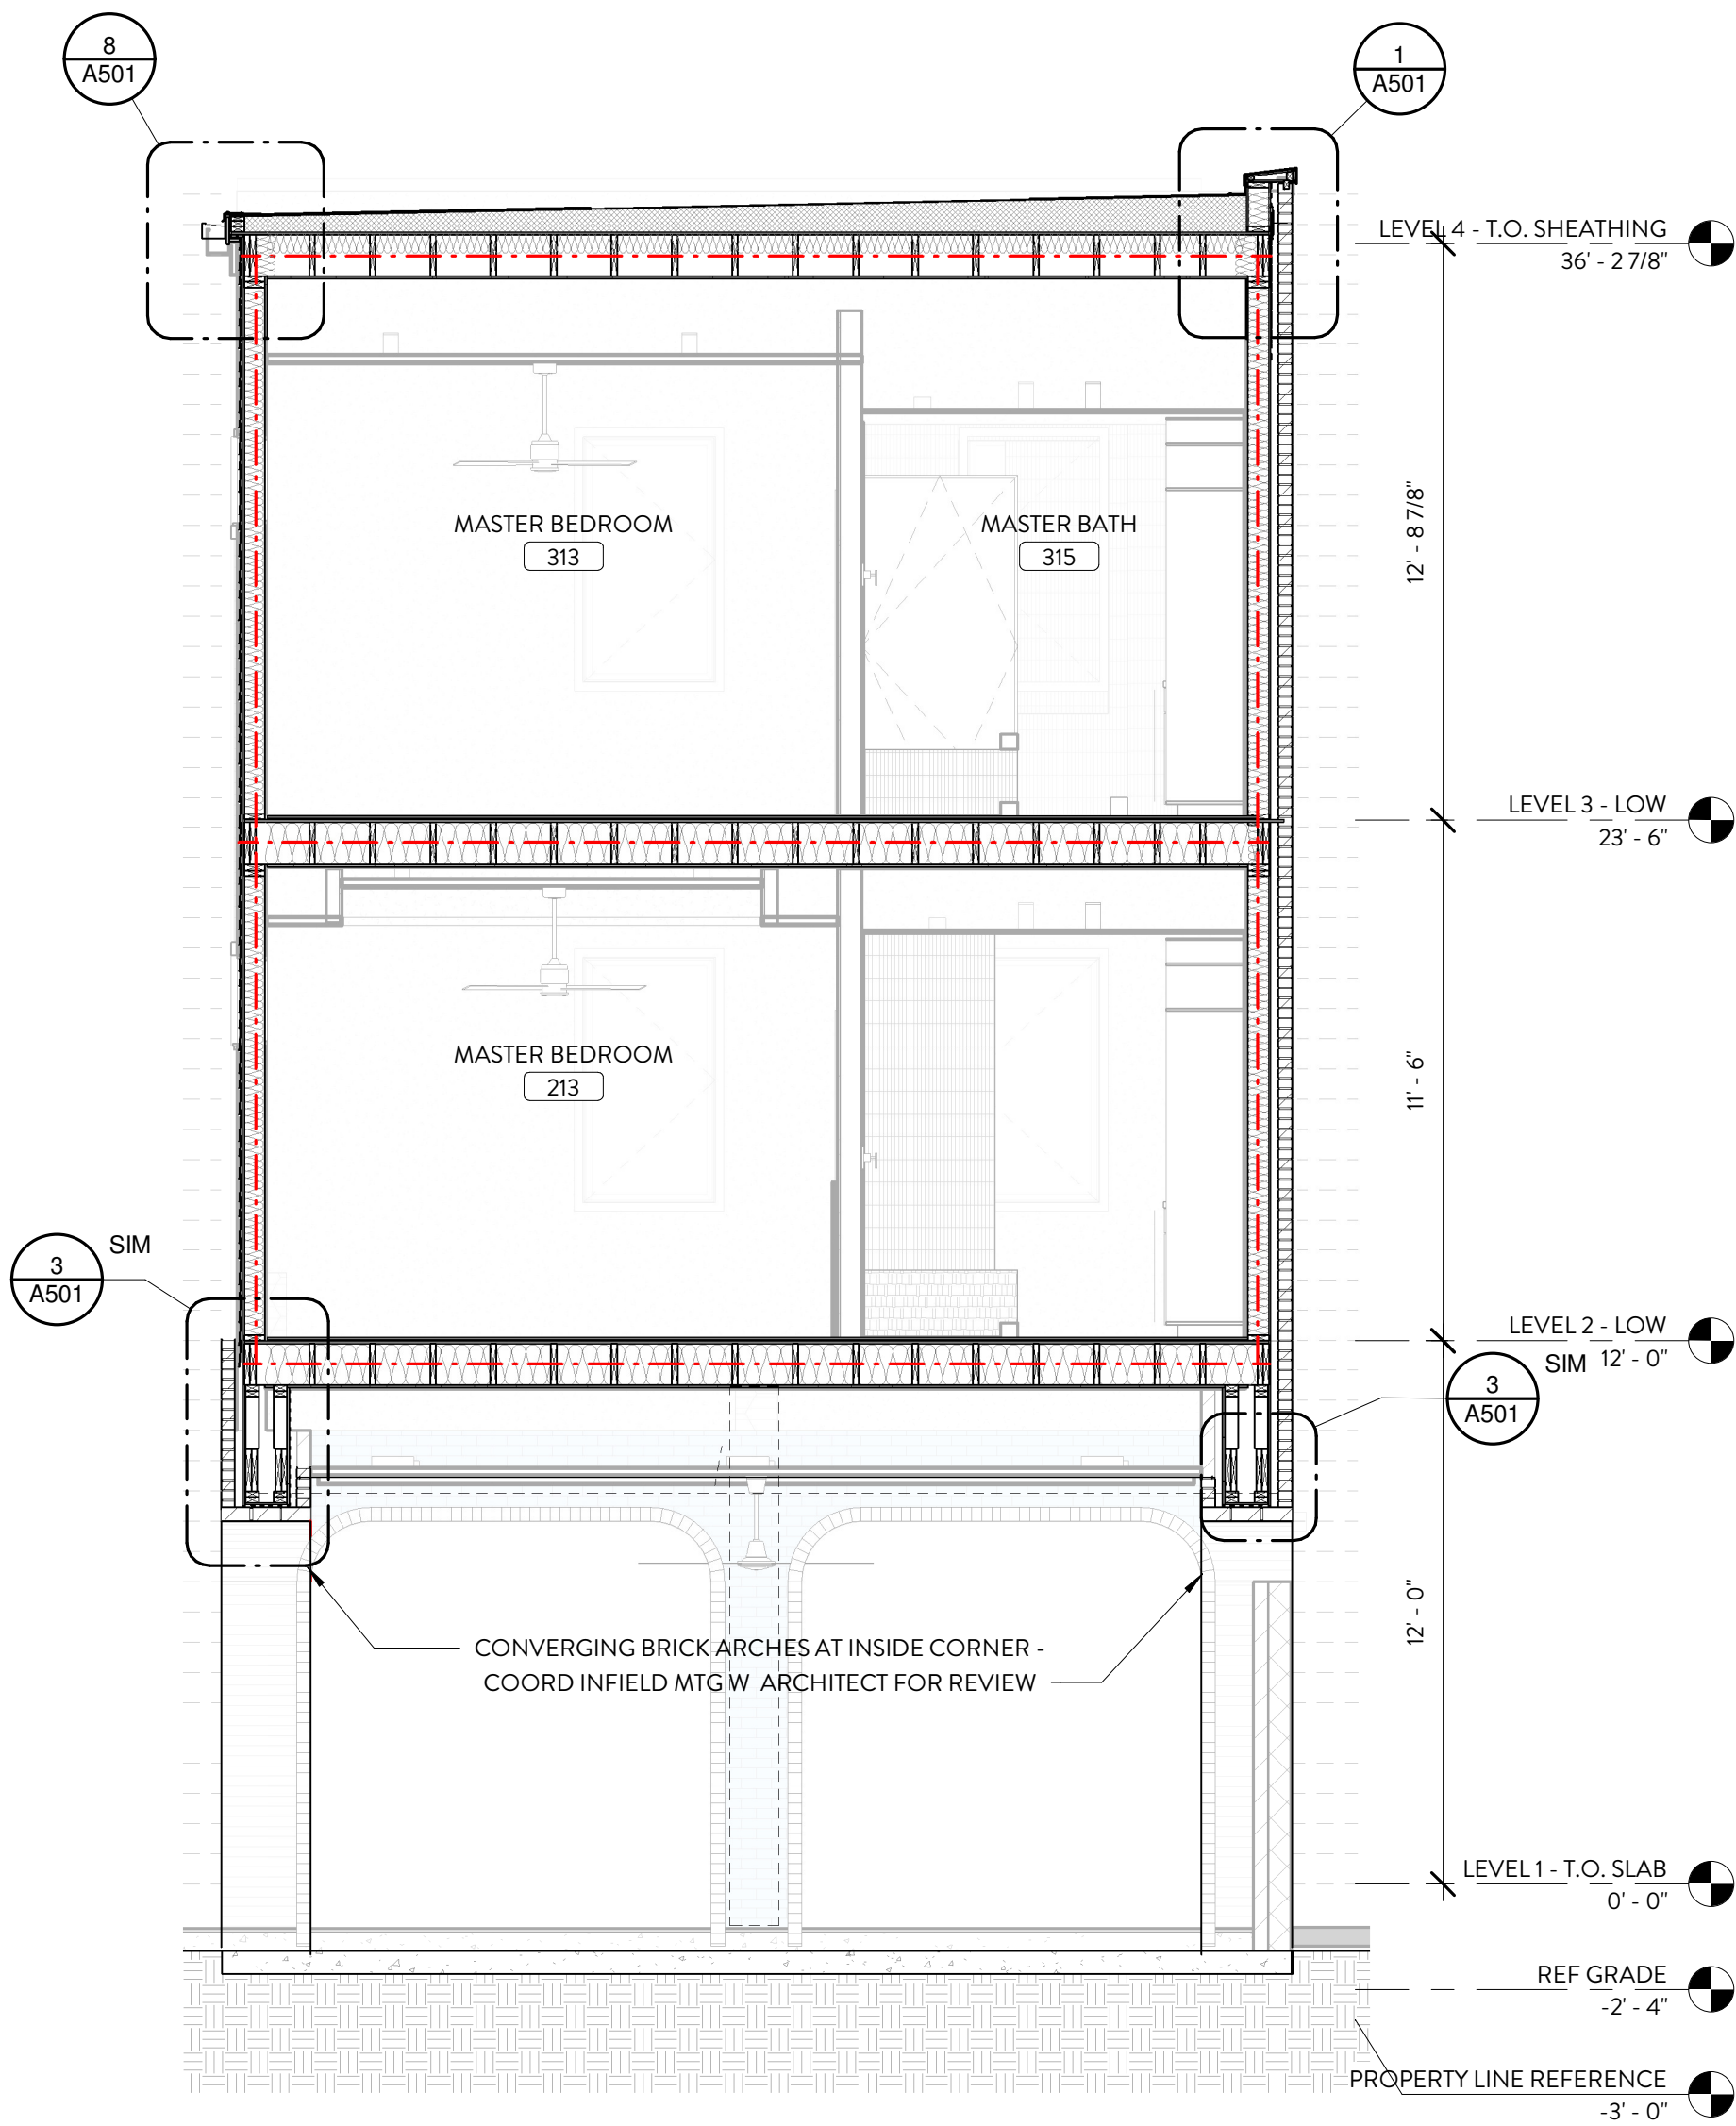 8
A501
1
A501
LEVEL 4 - T.O. SHEATHING
36' - 2 7/8"
12' - 8 7/8"
MASTER BEDROOM
313
MASTER BATH
315
LEVEL 3 - LOW
23' - 6"
11' - 6"
MASTER BEDROOM
213
3
A501
SIM
LEVEL 2 - LOW
12' - 0"
SIM
3
A501
12' - 0"
CONVERGING BRICK ARCHES AT INSIDE CORNER -
COORD INFIELD MTG W ARCHITECT FOR REVIEW
LEVEL 1 - T.O. SLAB
0' - 0"
REF GRADE
-2' - 4"
PROPERTY LINE REFERENCE
-3' - 0"